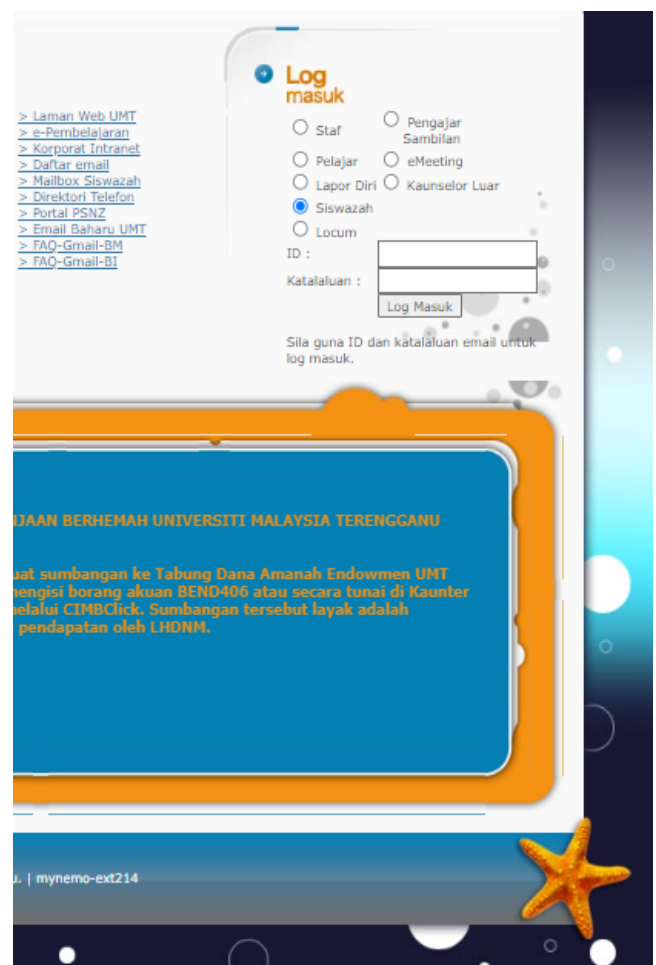 > Laman Web UMT
> e-Pembelajaran
> Korporat Intranet
> Daftar email
> Mailbox Siswazah
> Direktori Telefon
> Portal PSNZ
> Email Baharu UMT
> FAQ-Gmail-BM
> FAQ-Gmail-BI
Log
masuk
Staf
Pengajar
Sambilan
Pelajar eMeeting
Lapor Diri Kaunselor Luar
Siswazah
Locum
ID :
Katalaluan :
Log Masuk
Sila guna ID dan katalaluan email untuk
log masuk.
NJAAN BERHEMAH UNIVERSITI MALAYSIA TERENGGANU
uat sumbangan ke Tabung Dana Amanah Endowmen UMT
mengisi borang akuan BEND406 atau secara tunai di Kaunter
melalui CIMBClick. Sumbangan tersebut layak adalah
pendapatan oleh LHDNM.
u. | mynemo-ext214